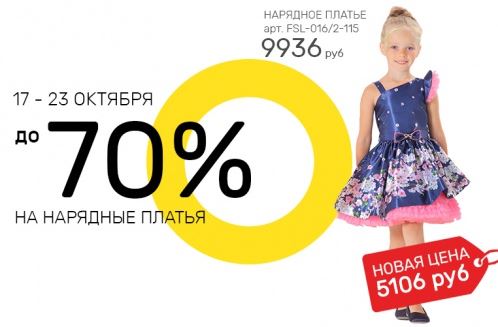 НАРЯДНОЕ ПЛАТЬЕ
арт. FSL-016/2-115
9936 руб
17 - 23 ОКТЯБРЯ
до 70%
НА НАРЯДНЫЕ ПЛАТЬЯ
НОВАЯ ЦЕНА
5106 руб